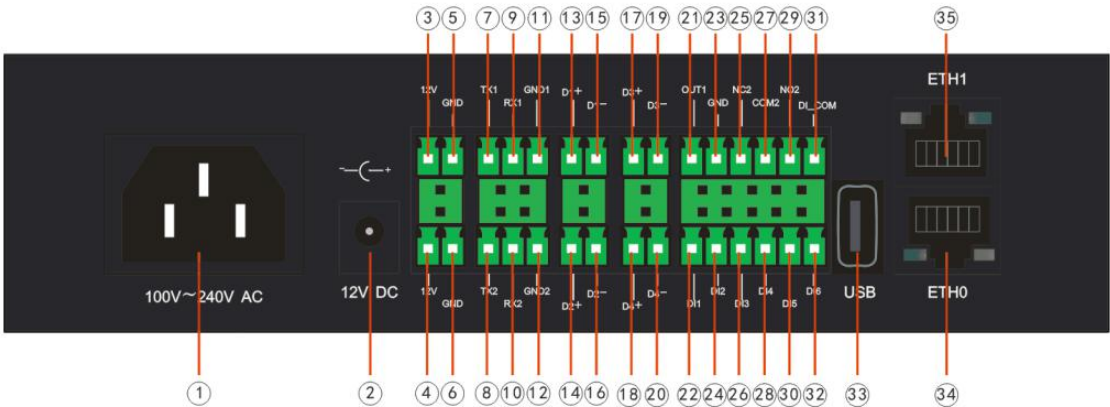 ③ ⑤ ⑦ ⑨ ⑪ ⑬ ⑮ ⑰ ⑲ ㉑ ㉓ ㉕ ㉗ ㉙ ㉛ ㉟
ETH1
12V TX1 GND1 D1+ D3+ OUT1 NC2 NO2
GND RX1 D1- D3- GND COM2 DI_COM
- +
100V~240V AC
12V DC
12V TX2 GND2 D2- D4- DI2 DI4 DI6
GND RX2 D2+ D4+ DI1 DI3 DI5
USB
ETH0
① ② ④ ⑥ ⑧ ⑩ ⑫ ⑭ ⑯ ⑱ ⑳ ㉒ ㉔ ㉖ ㉘ ㉚ ㉜ ㉝ ㉞